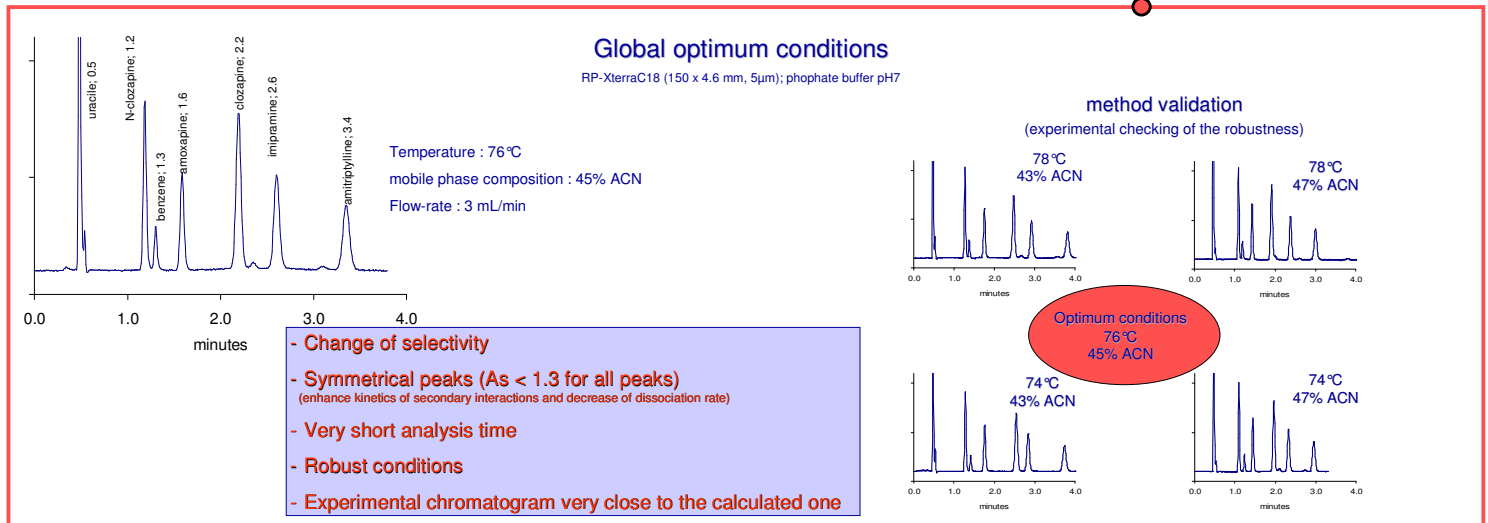 Global optimum conditions
RP-XterraC18 (150 x 4.6 mm, 5µm); phophate buffer pH7
uracile; 0.5
N-clozapine; 1.2
benzene; 1.3
amoxapine; 1.6
clozapine; 2.2
imipramine; 2.6
amitriptylline; 3.4
0.0 1.0 2.0 3.0 4.0
minutes
Temperature : 76°C
mobile phase composition : 45% ACN
Flow-rate : 3 mL/min
- Change of selectivity
- Symmetrical peaks (As < 1.3 for all peaks)
(enhance kinetics of secondary interactions and decrease of dissociation rate)
- Very short analysis time
- Robust conditions
- Experimental chromatogram very close to the calculated one
method validation
(experimental checking of the robustness)
78°C
43% ACN
0.0 1.0 2.0 3.0 4.0
minutes
78°C
47% ACN
0.0 1.0 2.0 3.0 4.0
minutes
Optimum conditions
76°C
45% ACN
74°C
43% ACN
0.0 1.0 2.0 3.0 4.0
minutes
74°C
47% ACN
0.0 1.0 2.0 3.0 4.0
minutes